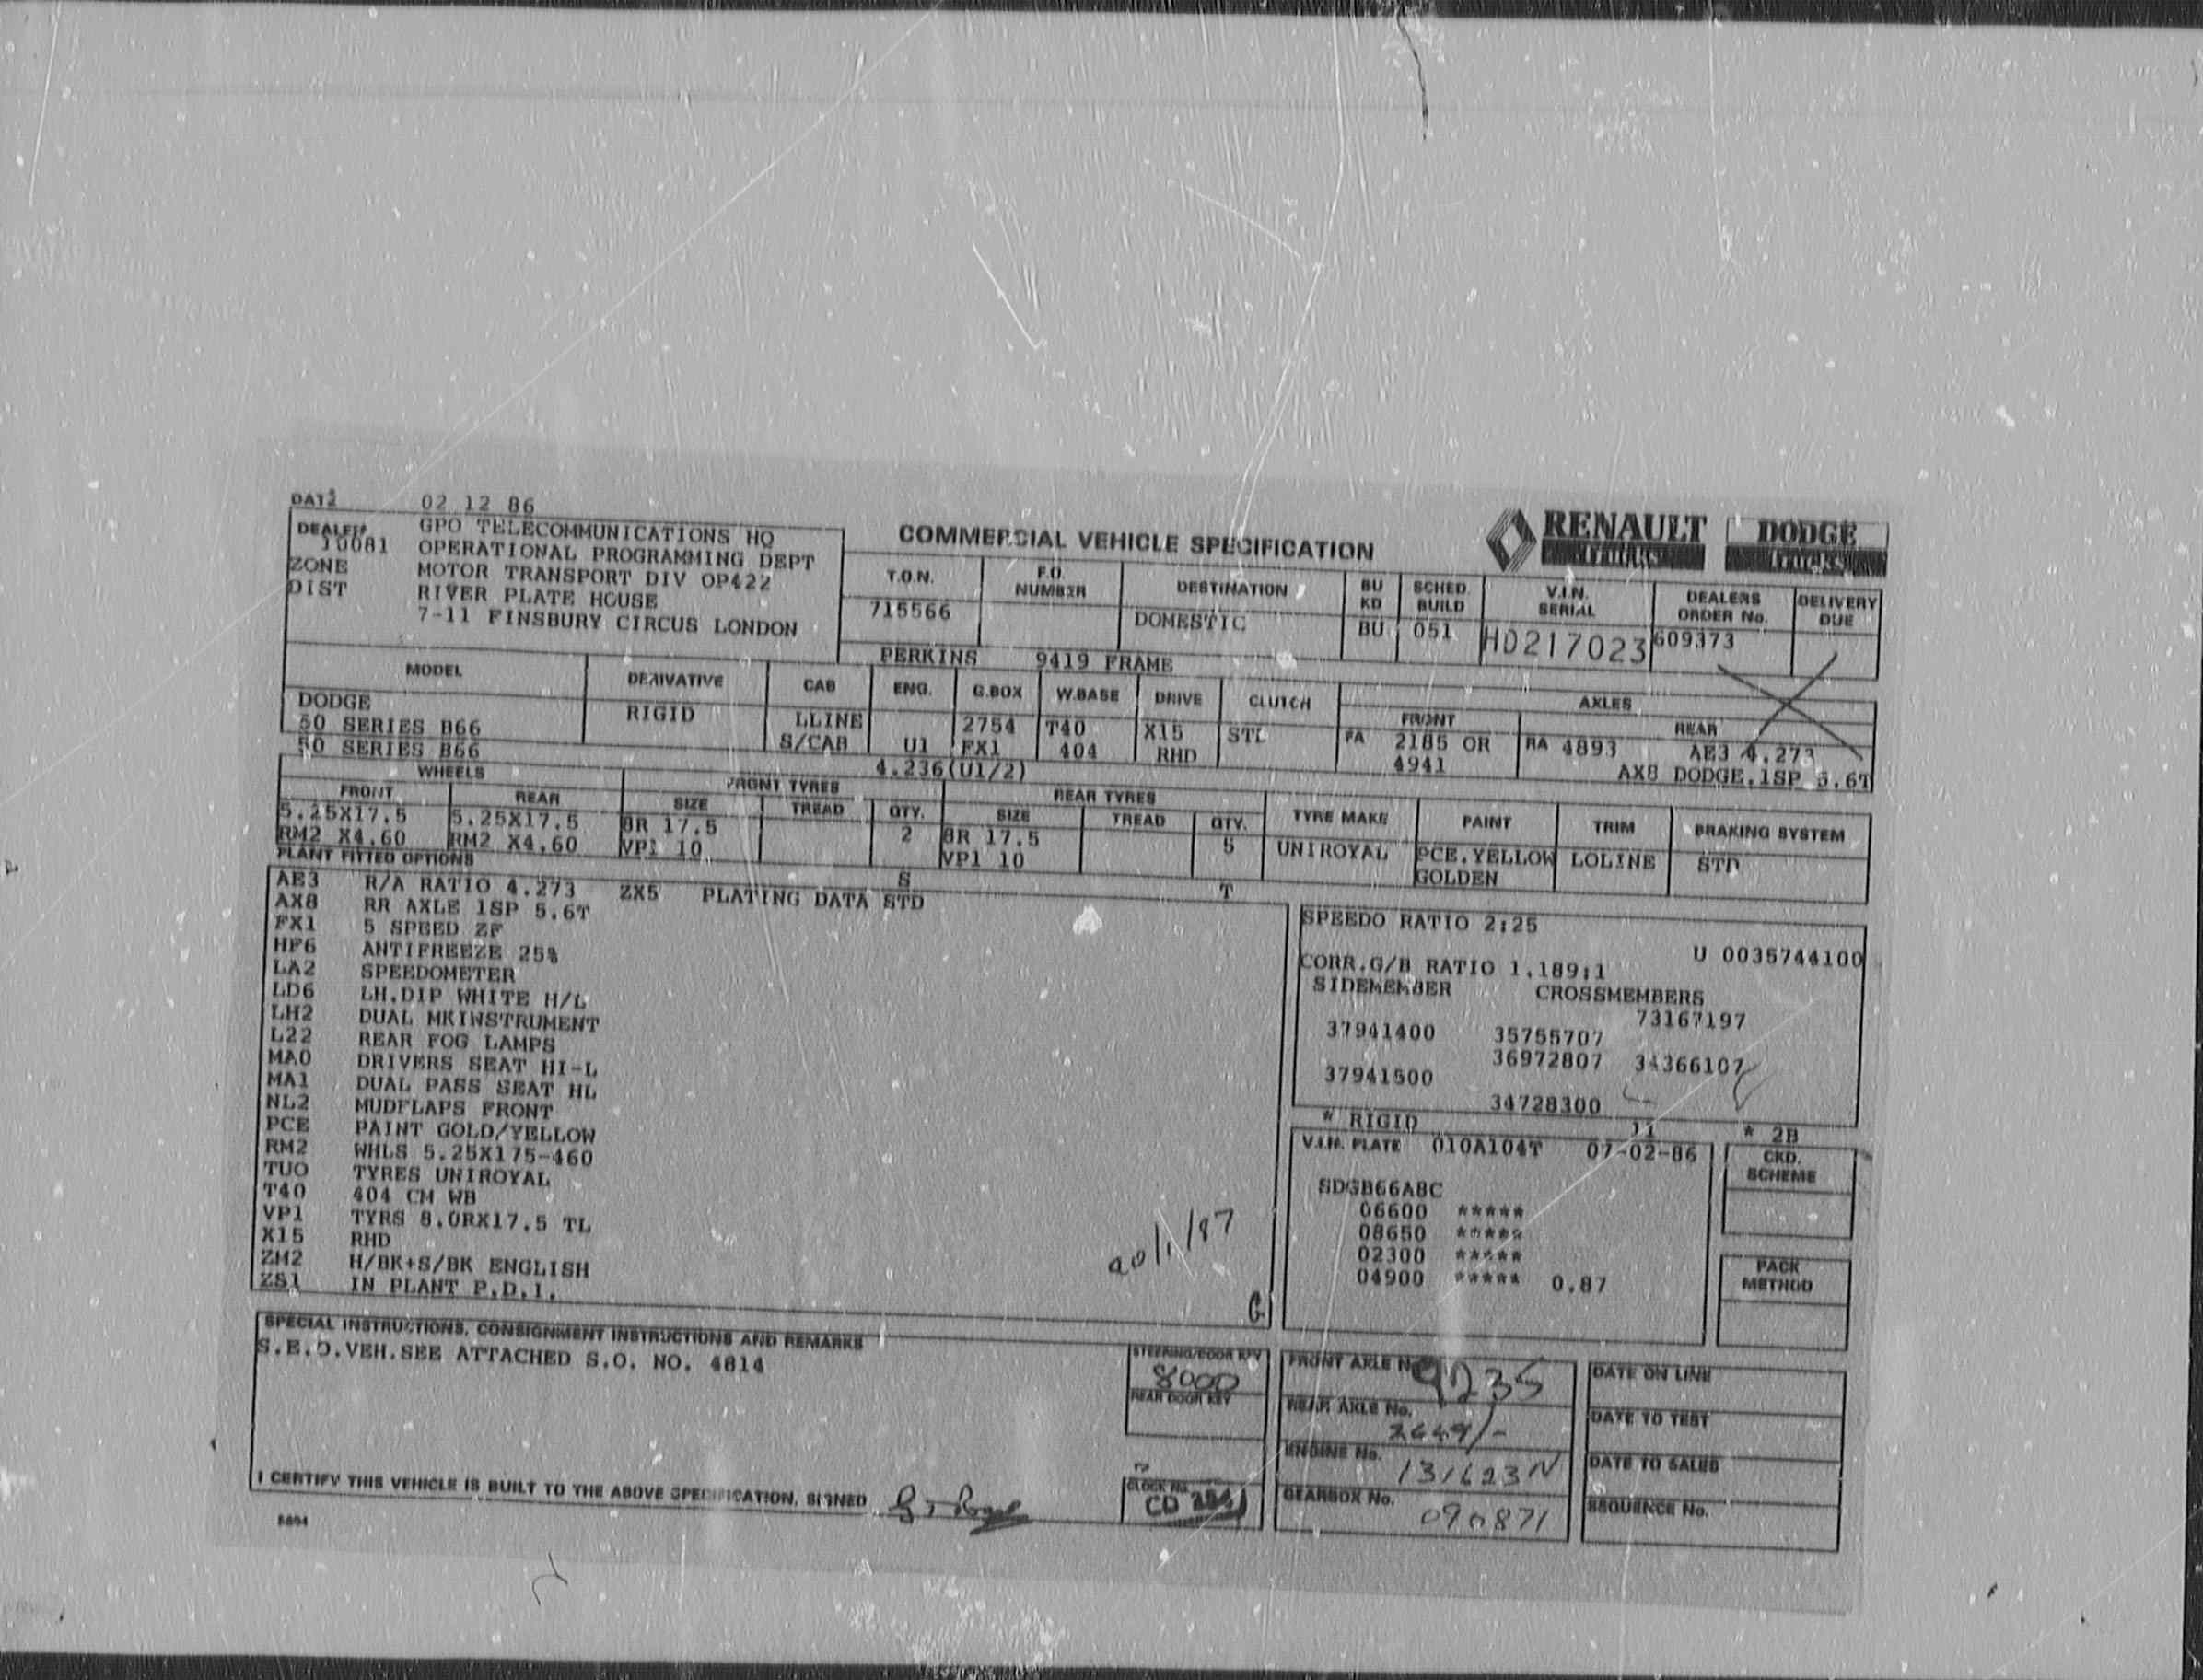 DATE 02 12 86
DEALER 10081
GPO TELECOMMUNICATIONS HQ
OPERATIONAL PROGRAMMING DEPT
ZONE MOTOR TRANSPORT DIV OP422
DIST RIVER PLATE HOUSE
7-11 FINSBURY CIRCUS LONDON
COMMERCIAL VEHICLE SPECIFICATION
RENAULT TRUCKS DODGE TRUCKS
T.O.N. F.O. NUMBER DESTINATION BU KD SCHED. BUILD V.I.N. SERIAL DEALERS ORDER No. DELIVERY DUE
715566 DOMESTIC BU 051 HD217023 609373
PERKINS 9419 FRAME
MODEL DERIVATIVE CAB ENG. G.BOX W.BASE DRIVE CLUTCH AXLES
FRONT REAR
DODGE
50 SERIES B66 RIGID LLINE 2754 T40 X15 STL FA 2185 OR RA 4893 AE3 4.273
50 SERIES B66 S/CAB U1 FX1 404 RHD 4941 AX8 DODGE.1SP 5.6T
4.236(U1/2)
WHEELS FRONT TYRES REAR TYRES
FRONT REAR SIZE TREAD QTY. SIZE TREAD QTY. TYRE MAKE PAINT TRIM BRAKING SYSTEM
5.25X17.5 5.25X17.5 8R 17.5 2 8R 17.5 5 UNIROYAL PCE.YELLOW LOLINE STD
RM2 X4.60 RM2 X4.60 VP1 10 VP1 10 GOLDEN
PLANT FITTED OPTIONS S T
AE3 R/A RATIO 4.273 ZX5 PLATING DATA STD
AX8 RR AXLE 1SP 5.6T
FX1 5 SPEED ZF
HF6 ANTIFREEZE 25%
LA2 SPEEDOMETER
LD6 LH.DIP WHITE H/L
LH2 DUAL MKINSTRUMENT
L22 REAR FOG LAMPS
MA0 DRIVERS SEAT HI-L
MA1 DUAL PASS SEAT HL
NL2 MUDFLAPS FRONT
PCE PAINT GOLD/YELLOW
RM2 WHLS 5.25X175-460
TUO TYRES UNIROYAL
T40 404 CM WB
VP1 TYRS 8.0RX17.5 TL
X15 RHD
ZM2 H/BK+S/BK ENGLISH
ZS1 IN PLANT P.D.I.
20/1/87
G
SPEEDO RATIO 2:25
U 0035744100
CORR.G/B RATIO 1.189:1
SIDEMEMBER CROSSMEMBERS
73167197
37941400 35755707
36972807 34366107
37941500
34728300
* RIGID 11 * 2B
V.I.N. PLATE 010A104T 07-02-86
SDGB66ABC
06600 *****
08650 *****
02300 *****
04900 ***** 0.87
CKD. SCHEME
PACK METHOD
SPECIAL INSTRUCTIONS, CONSIGNMENT INSTRUCTIONS AND REMARKS
S.E.O.VEH.SEE ATTACHED S.O. NO. 4814
STEERING/DOOR KEY
8000
REAR DOOR KEY
CLOCK No.
CD
FRONT AXLE No.
REAR AXLE No.
ENGINE No.
131623N
GEARBOX No.
090871
DATE ON LINE
DATE TO TEST
DATE TO SALES
SEQUENCE No.
I CERTIFY THIS VEHICLE IS BUILT TO THE ABOVE SPECIFICATION, SIGNED